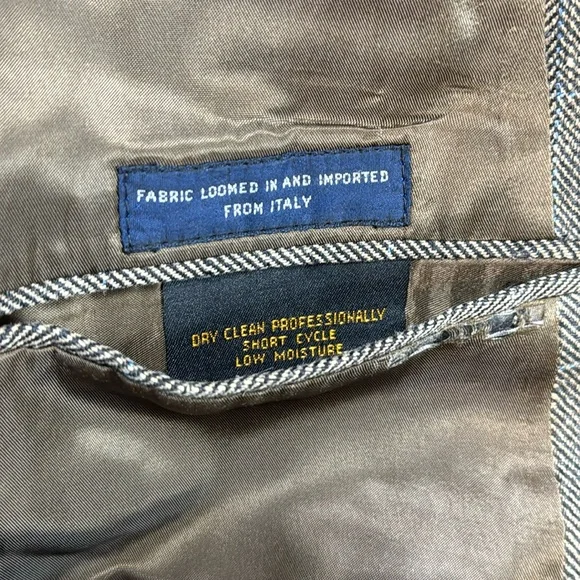 FABRIC LOOMED IN AND IMPORTED
FROM ITALY
DRY CLEAN PROFESSIONALLY
SHORT CYCLE
LOW MOISTURE